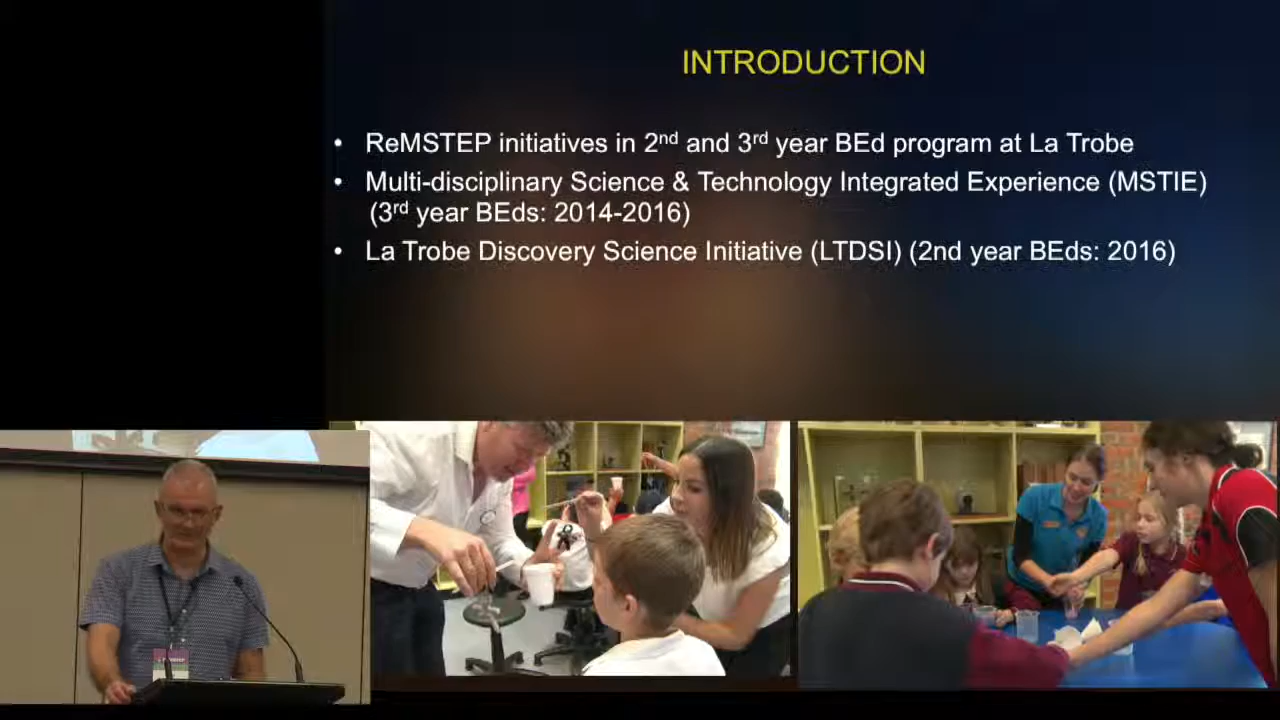 INTRODUCTION
• ReMSTEP initiatives in 2nd and 3rd year BEd program at La Trobe
• Multi-disciplinary Science & Technology Integrated Experience (MSTIE)
(3rd year BEds: 2014-2016)
• La Trobe Discovery Science Initiative (LTDSI) (2nd year BEds: 2016)